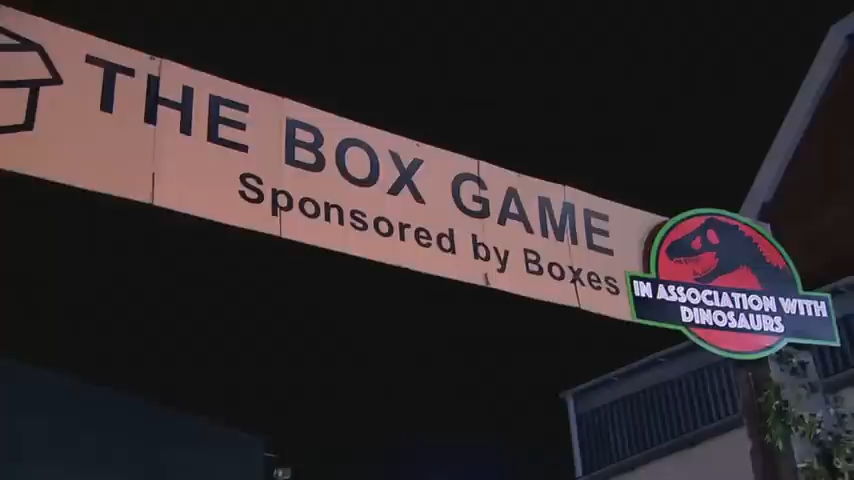 THE BOX GAME
Sponsored by Boxes
IN ASSOCIATION WITH
DINOSAURS